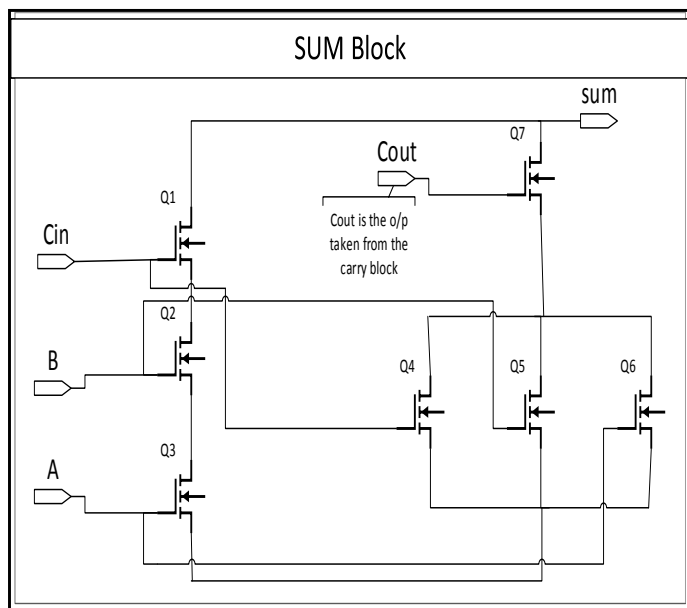 SUM Block
sum
Q7
Cout
Q1
Cout is the o/p
taken from the
carry block
Cin
Q2
B
Q4
Q5
Q6
Q3
A